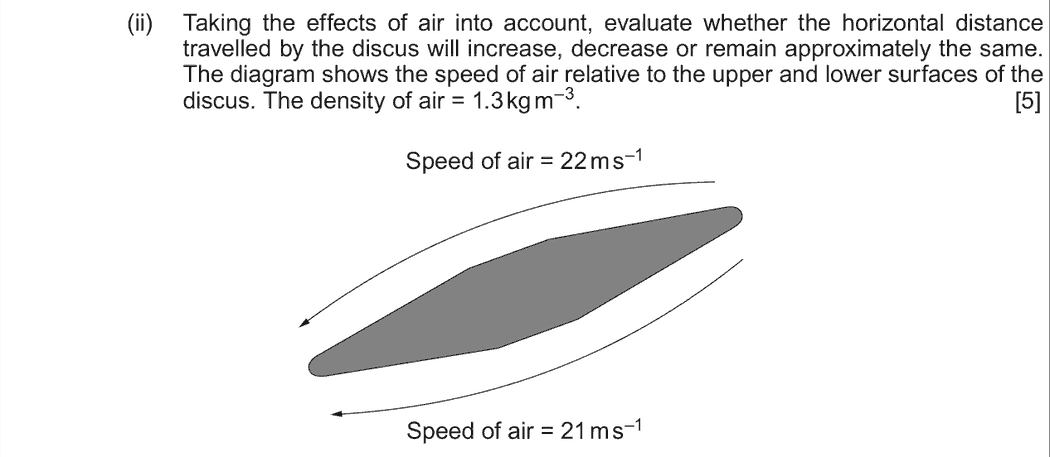 (ii) Taking the effects of air into account, evaluate whether the horizontal distance
travelled by the discus will increase, decrease or remain approximately the same.
The diagram shows the speed of air relative to the upper and lower surfaces of the
discus. The density of air = 1.3 kg m⁻³. [5]
Speed of air = 22 m s⁻¹
Speed of air = 21 m s⁻¹